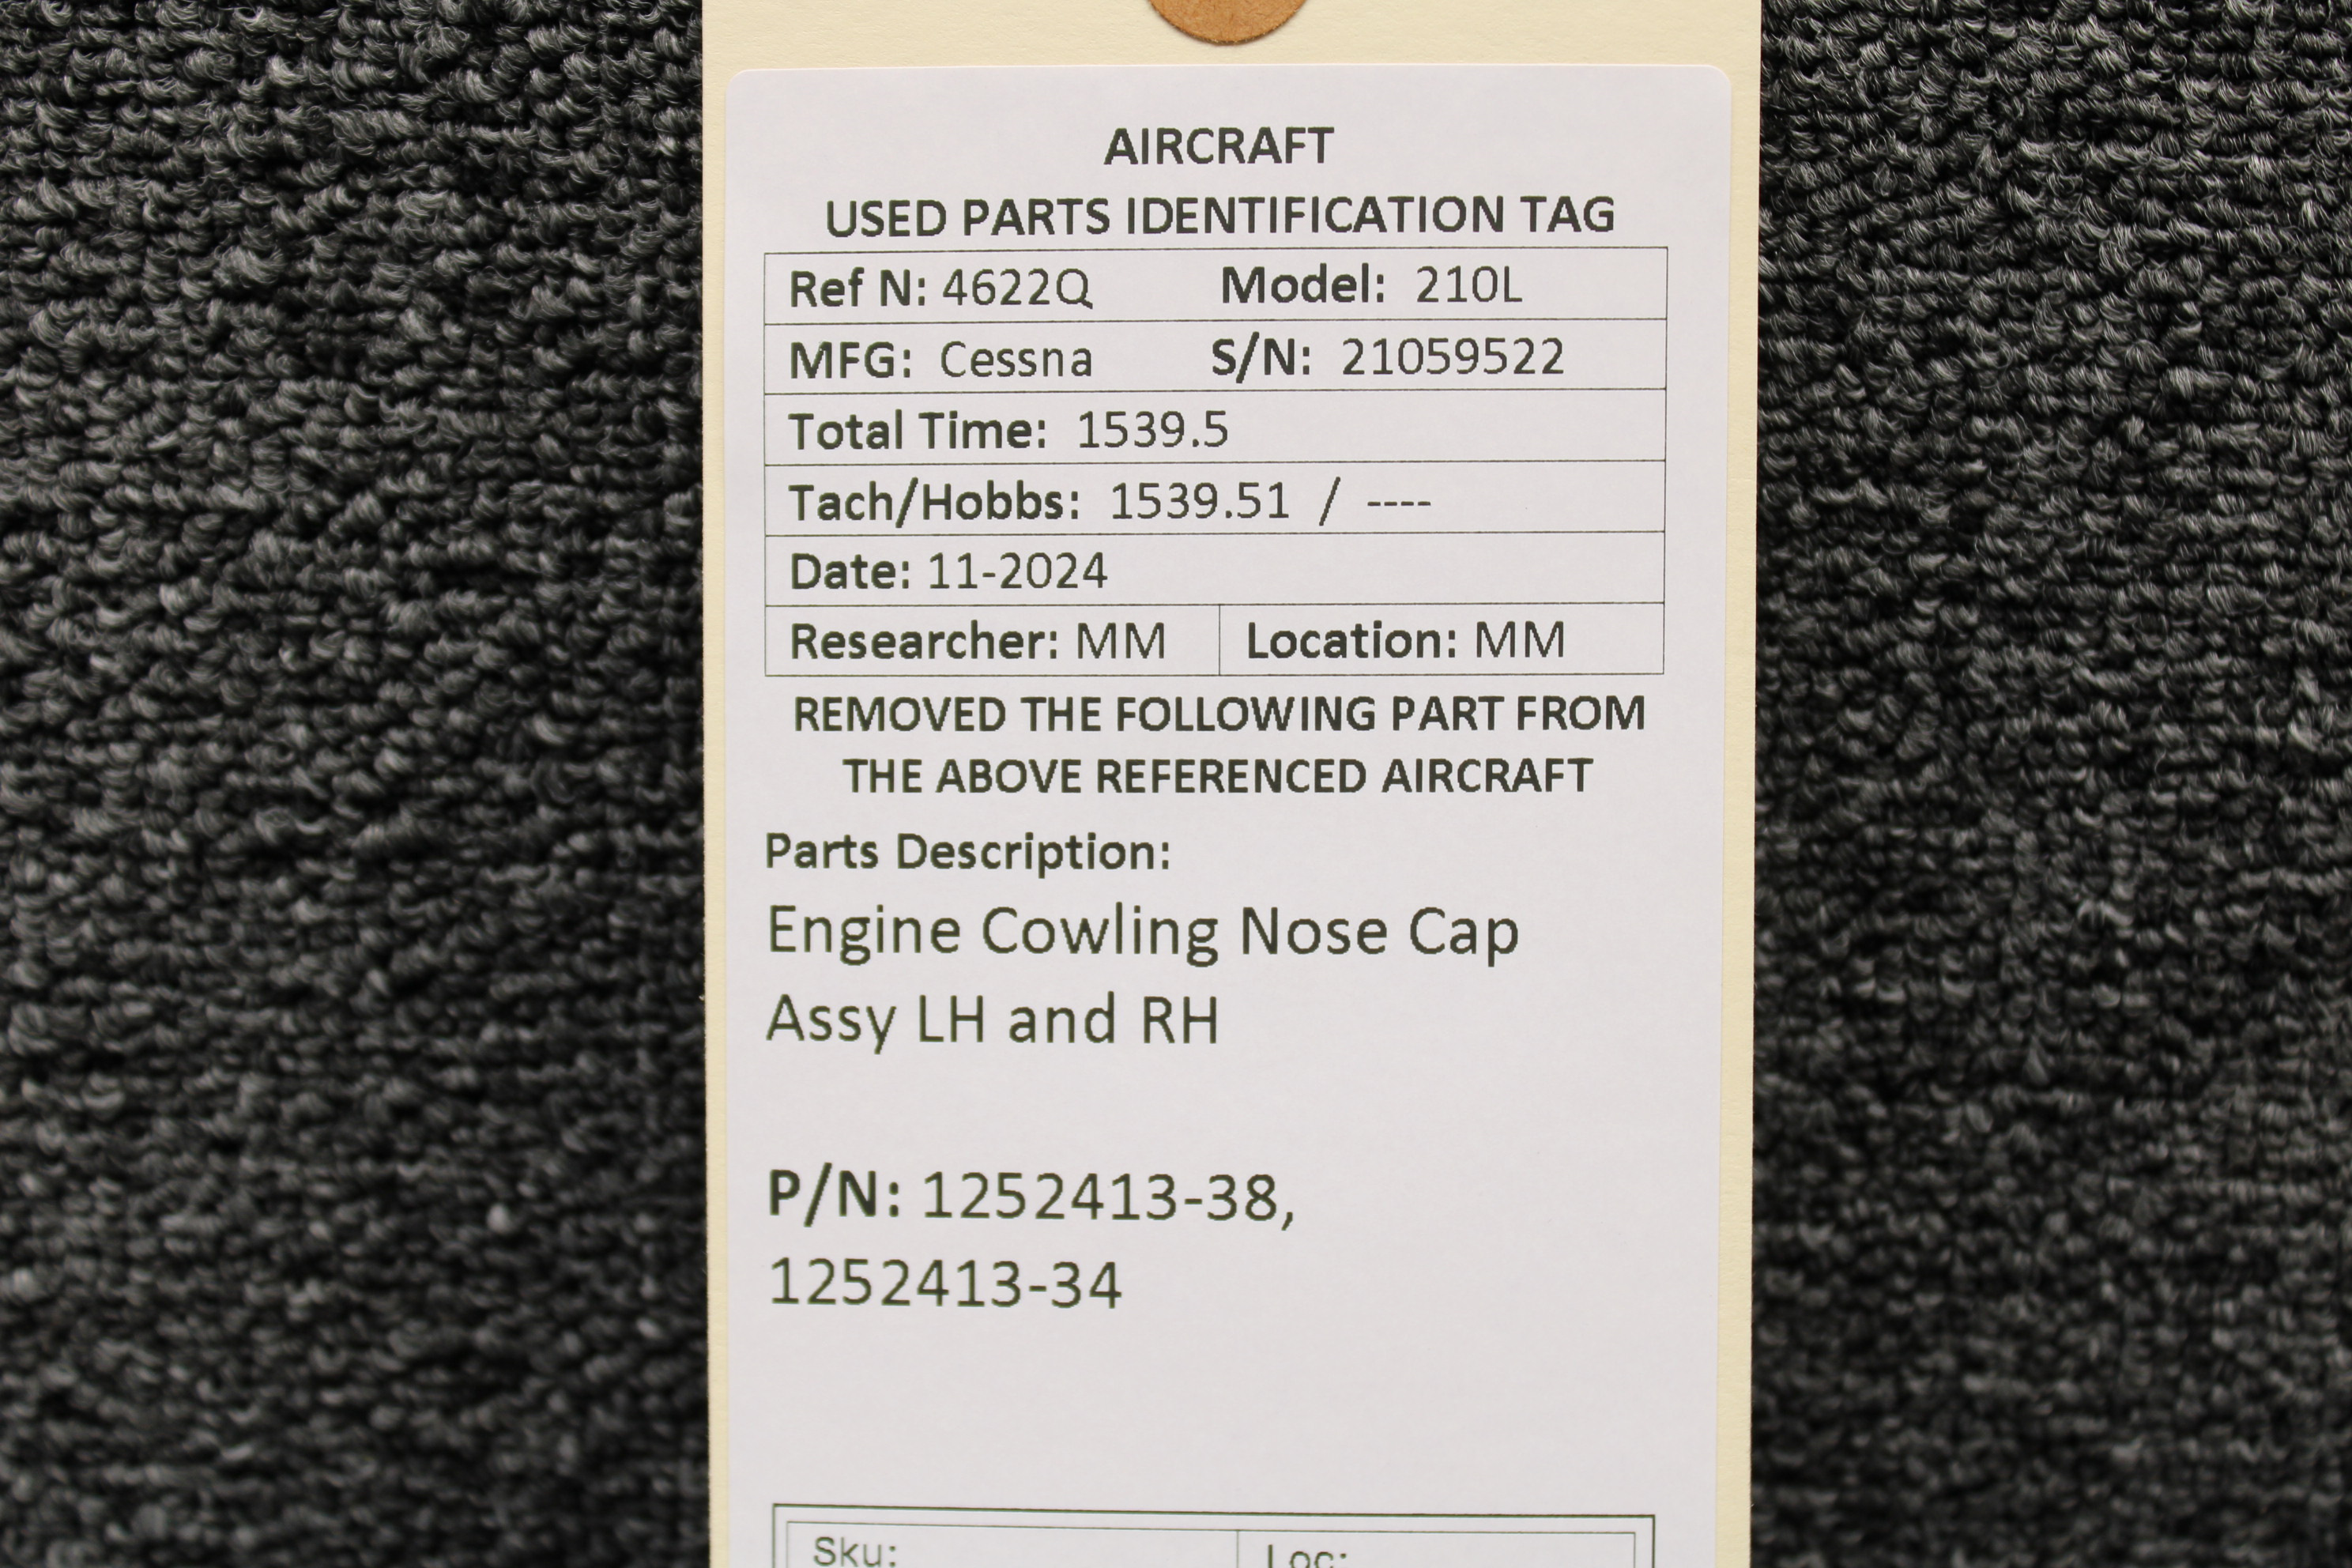 AIRCRAFT
USED PARTS IDENTIFICATION TAG
Ref N: 4622Q Model: 210L
MFG: Cessna S/N: 21059522
Total Time: 1539.5
Tach/Hobbs: 1539.51 / ----
Date: 11-2024
Researcher: MM Location: MM
REMOVED THE FOLLOWING PART FROM
THE ABOVE REFERENCED AIRCRAFT
Parts Description:
Engine Cowling Nose Cap
Assy LH and RH
P/N: 1252413-38,
1252413-34
Sku: Loc: